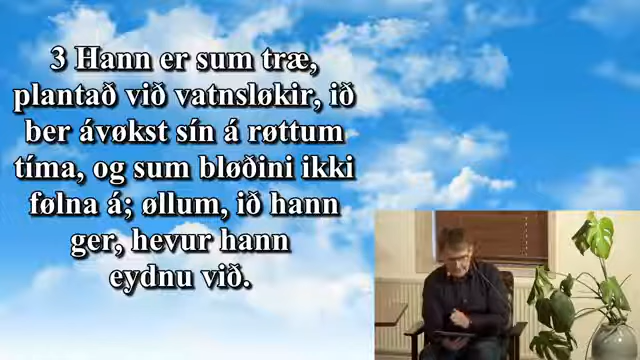 3 Hann er sum træ,
plantað við vatnsløkir, ið
ber ávøkst sín á røttum
tíma, og sum bløðini ikki
følna á; øllum, ið hann
ger, hevur hann
eydnu við.